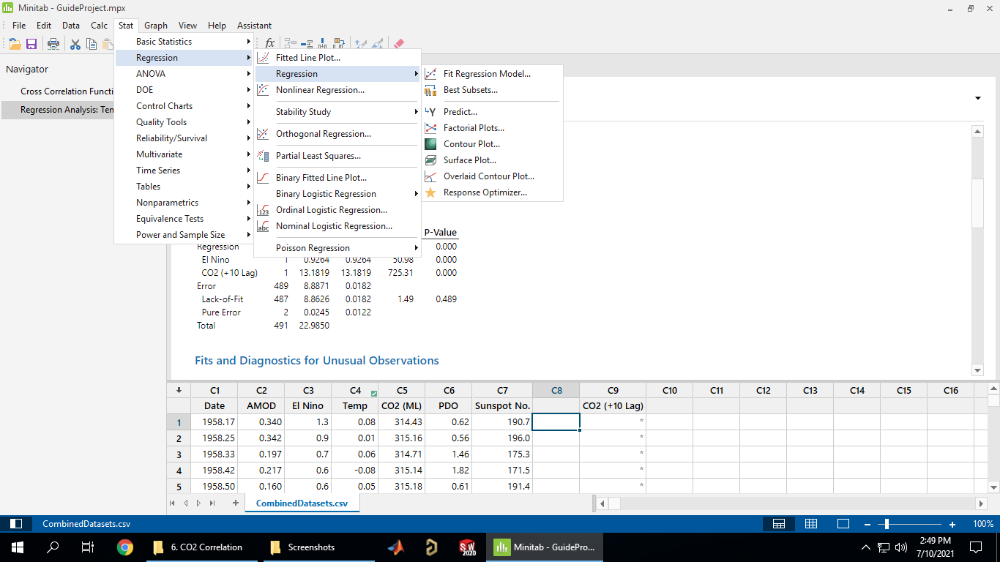 Minitab - GuideProject.mpx
File Edit Data Calc Stat Graph View Help Assistant
fx
Navigator
Cross Correlation Functi
Regression Analysis: Ten
Basic Statistics
Regression
ANOVA
DOE
Control Charts
Quality Tools
Reliability/Survival
Multivariate
Time Series
Tables
Nonparametrics
Equivalence Tests
Power and Sample Size
Fitted Line Plot...
Regression
Nonlinear Regression...
Stability Study
Orthogonal Regression...
Partial Least Squares...
Binary Fitted Line Plot...
Binary Logistic Regression
123 Ordinal Logistic Regression...
abc Nominal Logistic Regression...
Poisson Regression
Fit Regression Model...
Best Subsets...
Y Predict...
Factorial Plots...
Contour Plot...
Surface Plot...
Overlaid Contour Plot...
Response Optimizer...
P-Value
Regression 0.000
El Nino 1 0.9264 0.9264 50.98 0.000
CO2 (+10 Lag) 1 13.1819 13.1819 725.31 0.000
Error 489 8.8871 0.0182
Lack-of-Fit 487 8.8626 0.0182 1.49 0.489
Pure Error 2 0.0245 0.0122
Total 491 22.9850
Fits and Diagnostics for Unusual Observations
C1 C2 C3 C4 C5 C6 C7 C8 C9 C10 C11 C12 C13 C14 C15 C16
Date AMOD El Nino Temp CO2 (ML) PDO Sunspot No. CO2 (+10 Lag)
1 1958.17 0.340 1.3 0.08 314.43 0.62 190.7 *
2 1958.25 0.342 0.9 0.01 315.16 0.56 196.0 *
3 1958.33 0.197 0.7 0.06 314.71 1.46 175.3 *
4 1958.42 0.217 0.6 -0.08 315.14 1.82 171.5 *
5 1958.50 0.160 0.6 0.05 315.18 0.61 191.4 *
CombinedDatasets.csv
CombinedDatasets.csv 100%
6. CO2 Correlation Screenshots SW 2020 Minitab - GuidePro... 2:49 PM
7/10/2021